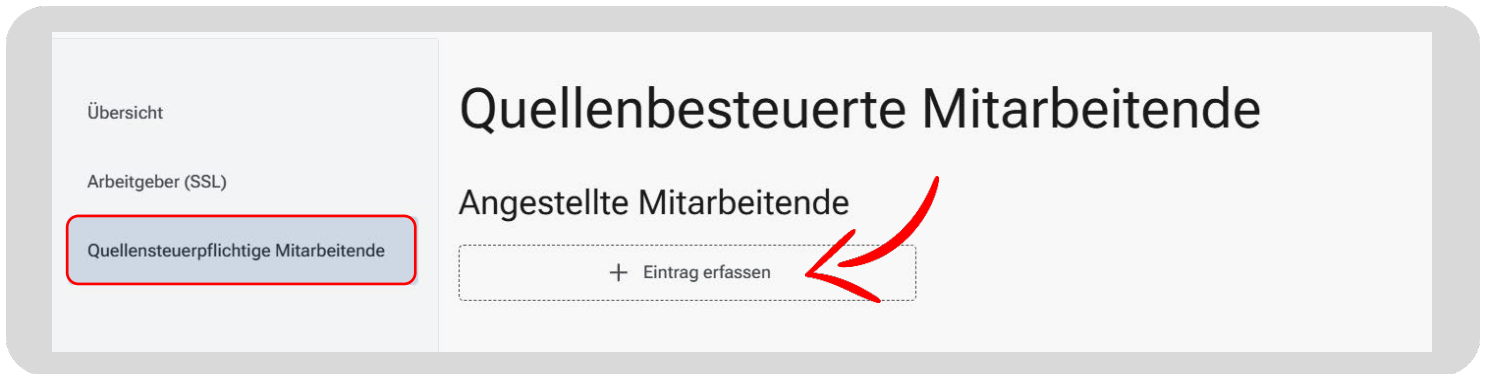 Übersicht
Arbeitgeber (SSL)
Quellensteuerpflichtige Mitarbeitende
Quellenbesteuerte Mitarbeitende
Angestellte Mitarbeitende
+ Eintrag erfassen